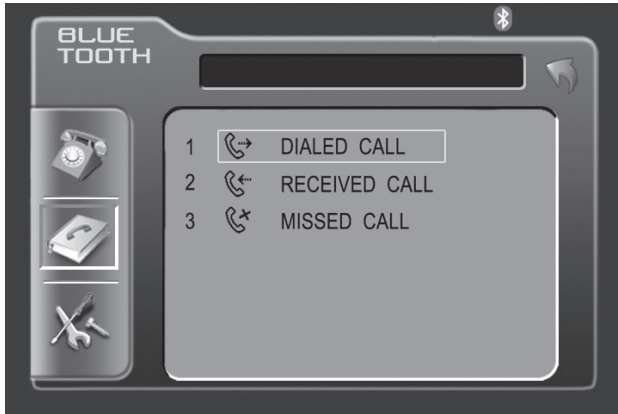 BLUE
TOOTH
1 DIALED CALL
2 RECEIVED CALL
3 MISSED CALL